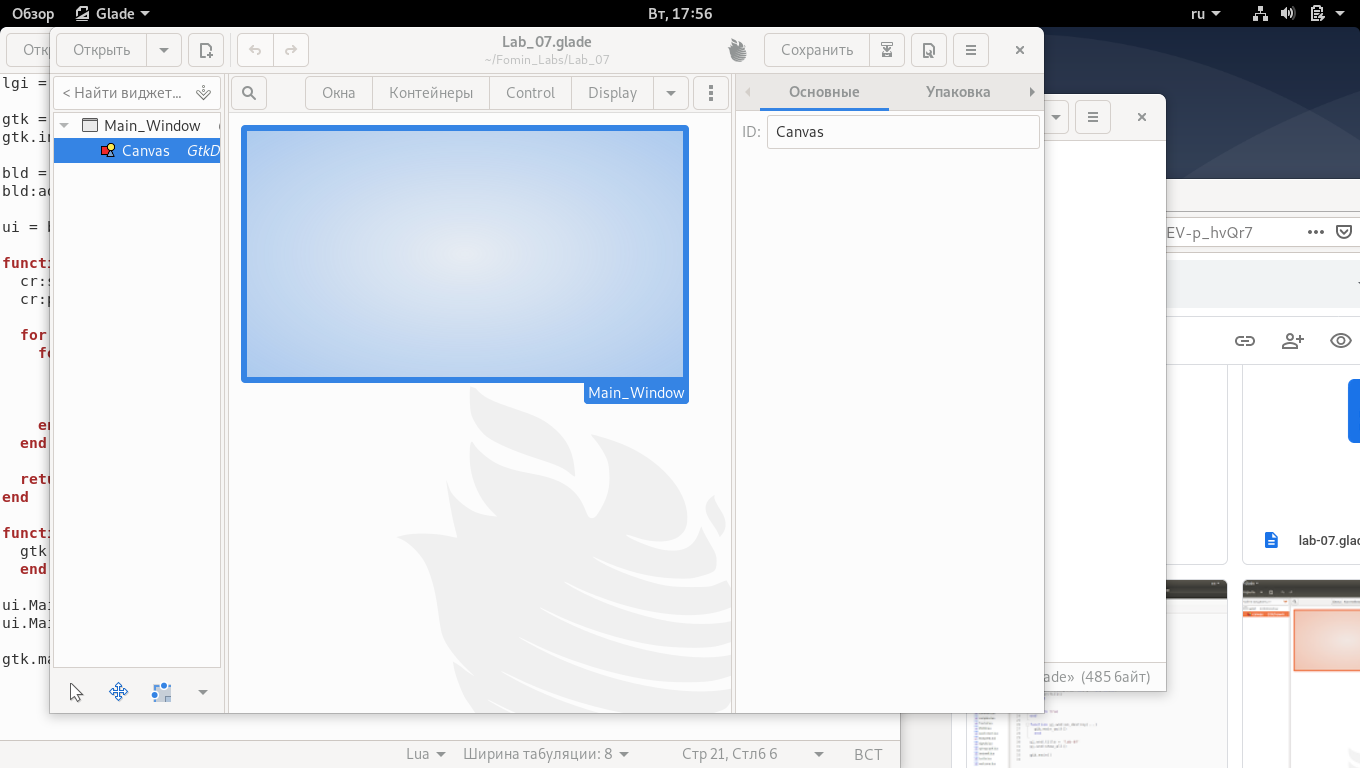 Обзор Glade Вт, 17:56 ru
Открыть
Lab_07.glade
~/Fomin_Labs/Lab_07
Сохранить
< Найти виджет...
Окна Контейнеры Control Display
Основные Упаковка
Main_Window
Canvas GtkD
ID: Canvas
Main_Window
lgi =
gtk =
gtk.in
bld =
bld:a
ui =
functi
cr:s
cr:p
for
fo
en
end
retu
end
functi
gtk
end
ui.Mai
ui.Mai
gtk.ma
EV-p_hvQr7
lab-07.glad
ade» (485 байт)
Lua Ширина табуляции: 8 Стр 21, Стлб 6 ВСТ